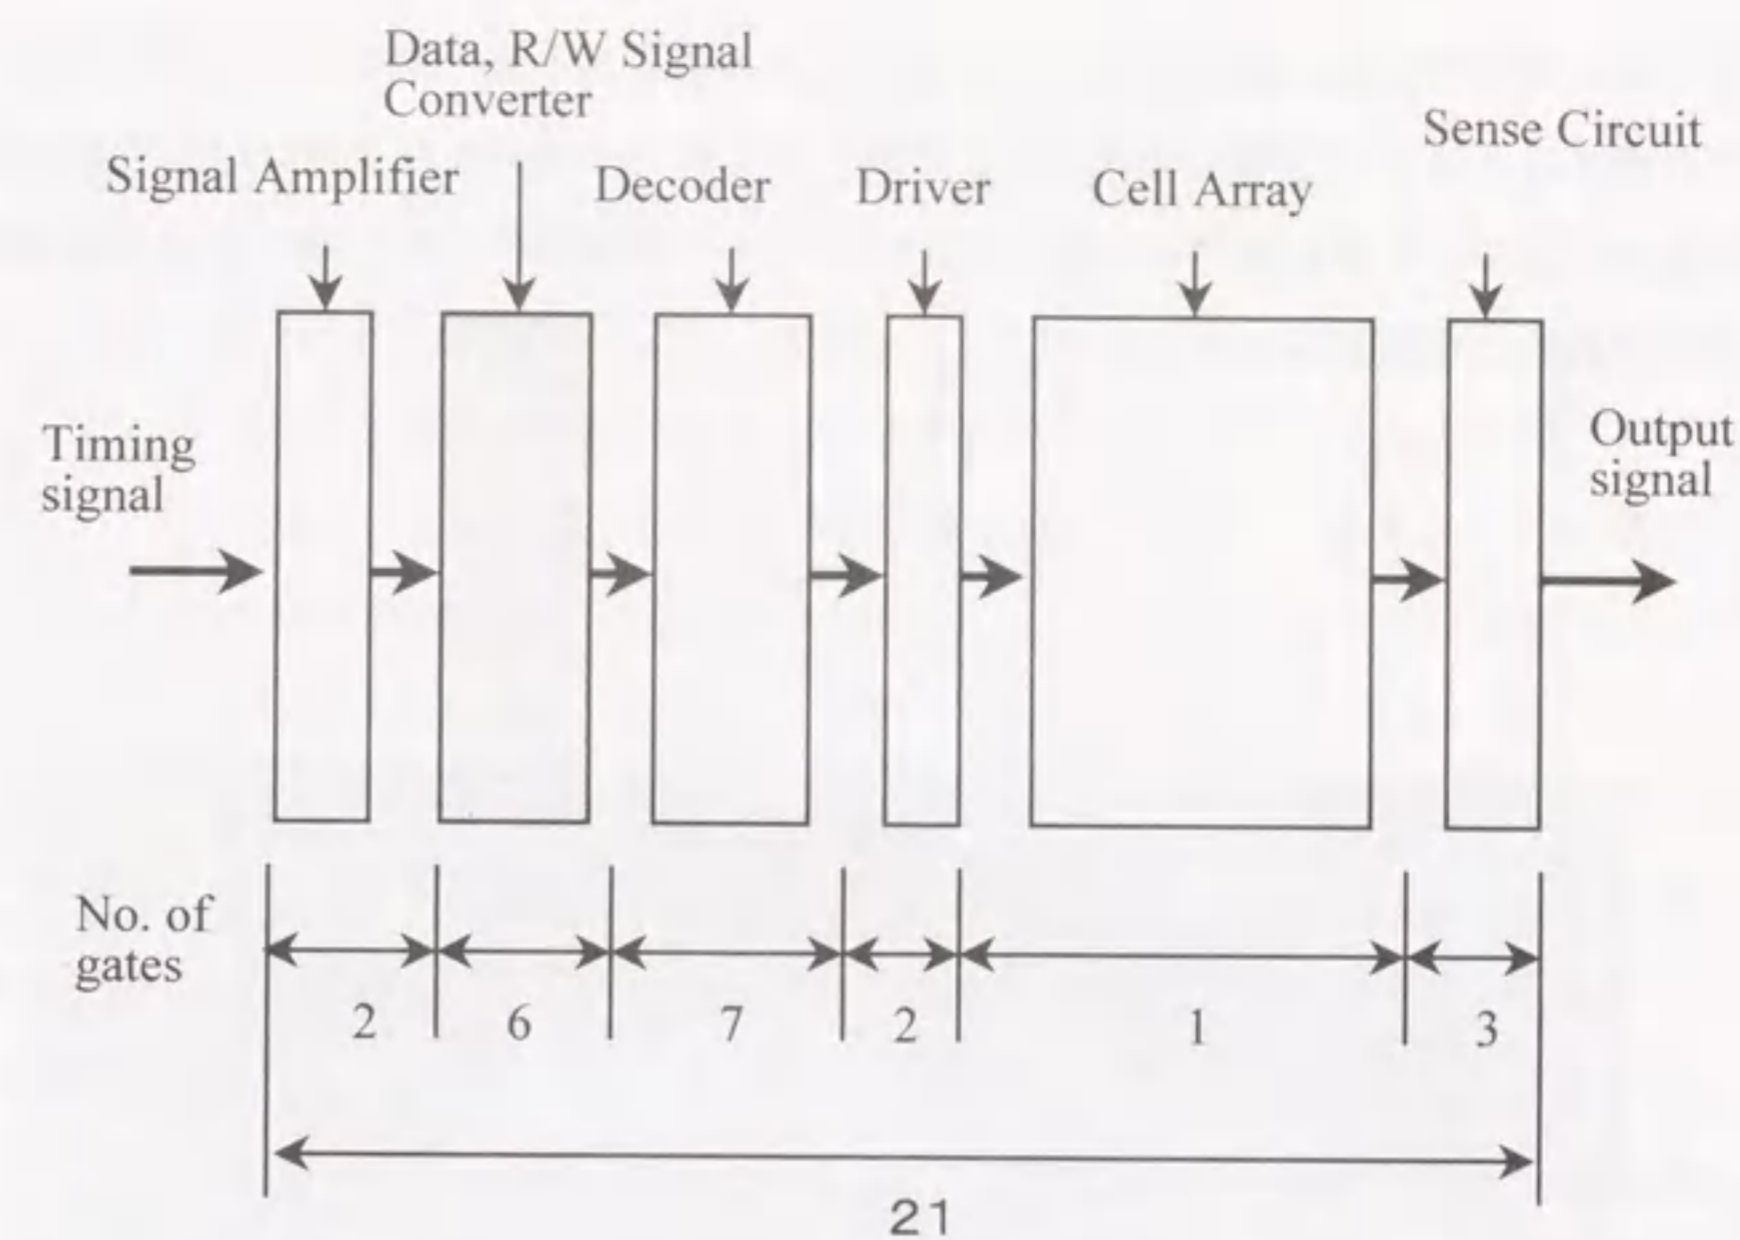 Data, R/W Signal
Converter
Signal Amplifier
Decoder
Driver
Cell Array
Sense Circuit
Timing
signal
Output
signal
No. of
gates
2
6
7
2
1
3
21